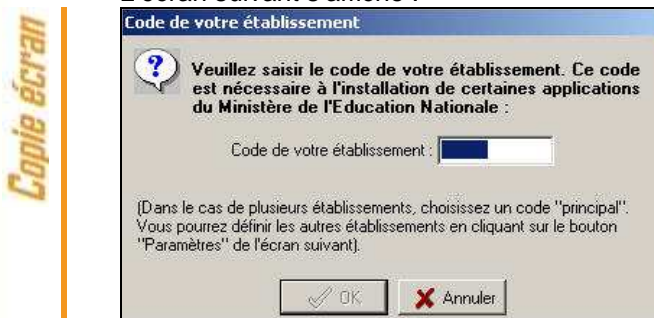 Copie écran
Code de votre établissement
Veuillez saisir le code de votre établissement. Ce code
est nécessaire à l'installation de certaines applications
du Ministère de l'Education Nationale :
Code de votre établissement :
(Dans le cas de plusieurs établissements, choisissez un code "principal".
Vous pourrez définir les autres établissements en cliquant sur le bouton
"Paramètres" de l'écran suivant).
OK
Annuler